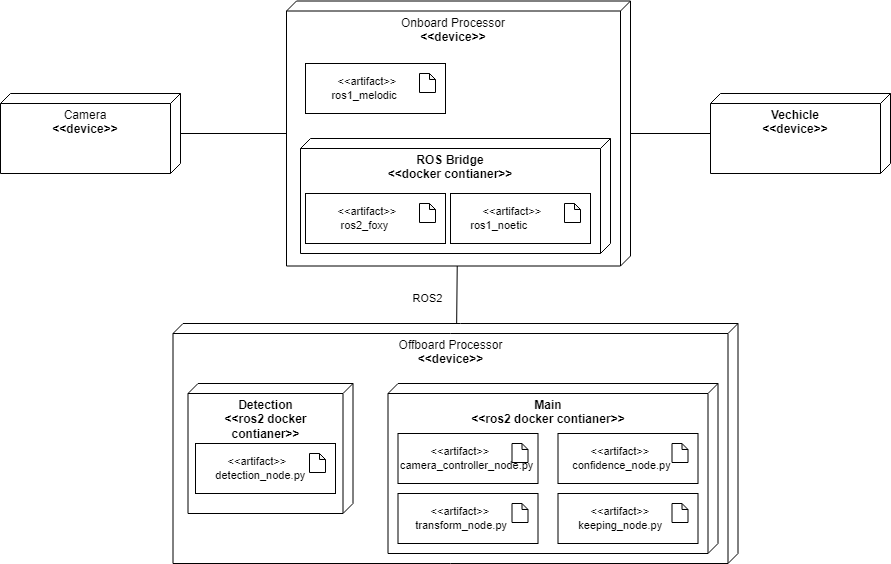 Onboard Processor
<<device>>
<<artifact>>
ros1_melodic
Camera
<<device>>
Vechicle
<<device>>
ROS Bridge
<<docker contianer>>
<<artifact>>
ros2_foxy
<<artifact>>
ros1_noetic
ROS2
Offboard Processor
<<device>>
Detection
<<ros2 docker
contianer>>
<<artifact>>
detection_node.py
Main
<<ros2 docker contianer>>
<<artifact>>
camera_controller_node.py
<<artifact>>
confidence_node.py
<<artifact>>
transform_node.py
<<artifact>>
keeping_node.py